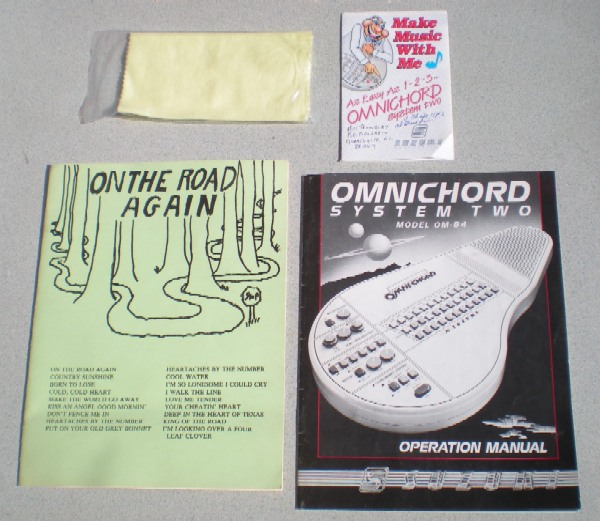 Make
Music
With
Me
As Easy As 1-2-3...
OMNICHORD
system two
ON THE ROAD
AGAIN
ON THE ROAD AGAIN
COUNTRY SUNSHINE
BORN TO LOSE
COLD, COLD HEART
MAKE THE WORLD GO AWAY
KISS AN ANGEL GOOD MORNIN'
DON'T FENCE ME IN
HEARTACHES BY THE NUMBER
PUT ON YOUR OLD GREY BONNET
HEARTACHES BY THE NUMBER
COOL WATER
I'M SO LONESOME I COULD CRY
I WALK THE LINE
LOVE ME TENDER
YOUR CHEATIN' HEART
DEEP IN THE HEART OF TEXAS
KING OF THE ROAD
I'M LOOKING OVER A FOUR
LEAF CLOVER
OMNICHORD
SYSTEM TWO
MODEL OM-84
OMNICHORD
OPERATION MANUAL
SUZUKI